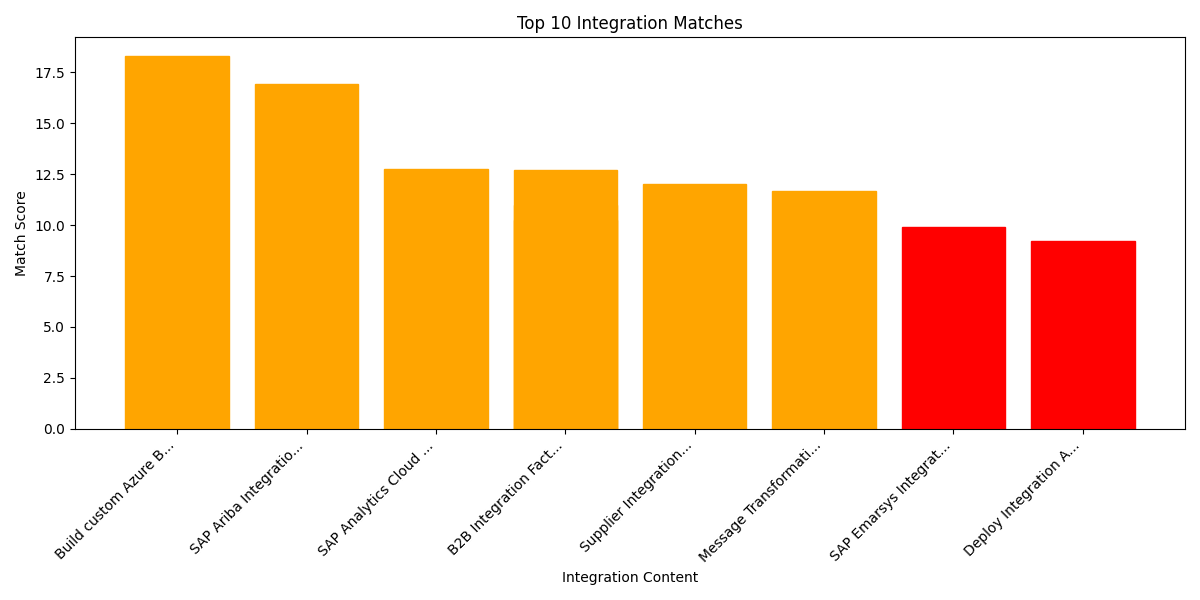 Top 10 Integration Matches
Match Score
17.5
15.0
12.5
10.0
7.5
5.0
2.5
0.0
Build custom Azure B...
SAP Ariba Integratio...
SAP Analytics Cloud ...
B2B Integration Fact...
Supplier Integration...
Message Transformati...
SAP Emarsys Integrat...
Deploy Integration A...
Integration Content